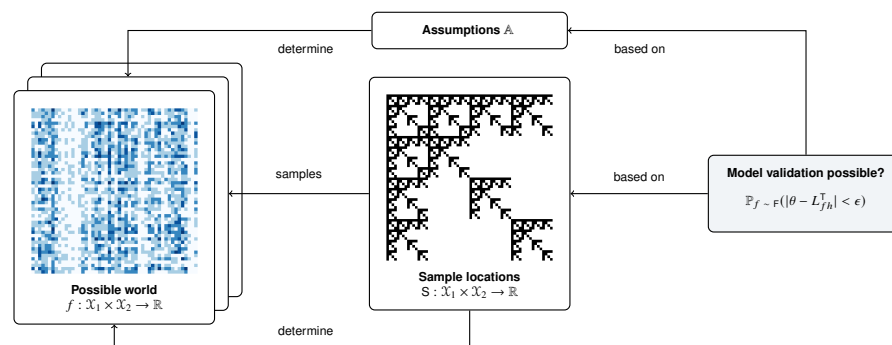 Assumptions 𝔸
determine
based on
samples
based on
Model validation possible?
ℙ_{f ∼ F}(|θ − L_{fh}^{T}| < ϵ)
Possible world
f : 𝒳₁ × 𝒳₂ → ℝ
Sample locations
S : 𝒳₁ × 𝒳₂ → ℝ
determine